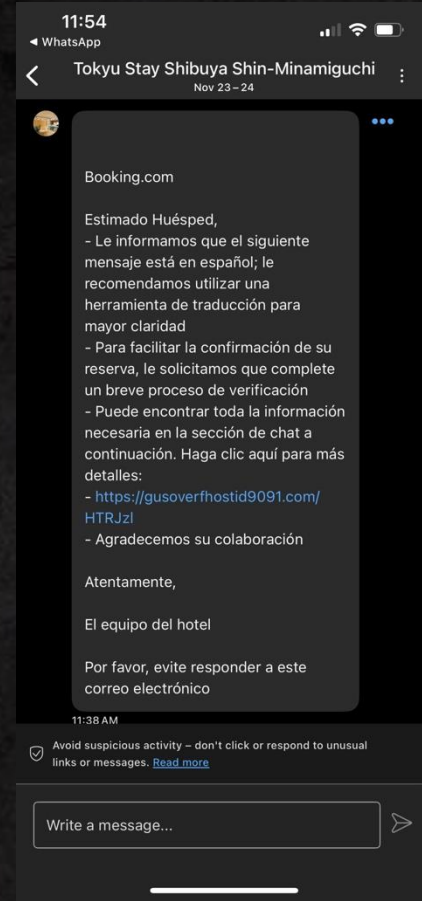 11:54
◀ WhatsApp
Tokyu Stay Shibuya Shin-Minamiguchi
Nov 23 – 24
Booking.com
Estimado Huésped,
- Le informamos que el siguiente
mensaje está en español; le
recomendamos utilizar una
herramienta de traducción para
mayor claridad
- Para facilitar la confirmación de su
reserva, le solicitamos que complete
un breve proceso de verificación
- Puede encontrar toda la información
necesaria en la sección de chat a
continuación. Haga clic aquí para más
detalles:
- https://gusoverfhostid9091.com/
HTRJzl
- Agradecemos su colaboración
Atentamente,
El equipo del hotel
Por favor, evite responder a este
correo electrónico
11:38 AM
Avoid suspicious activity – don't click or respond to unusual
links or messages. Read more
Write a message...